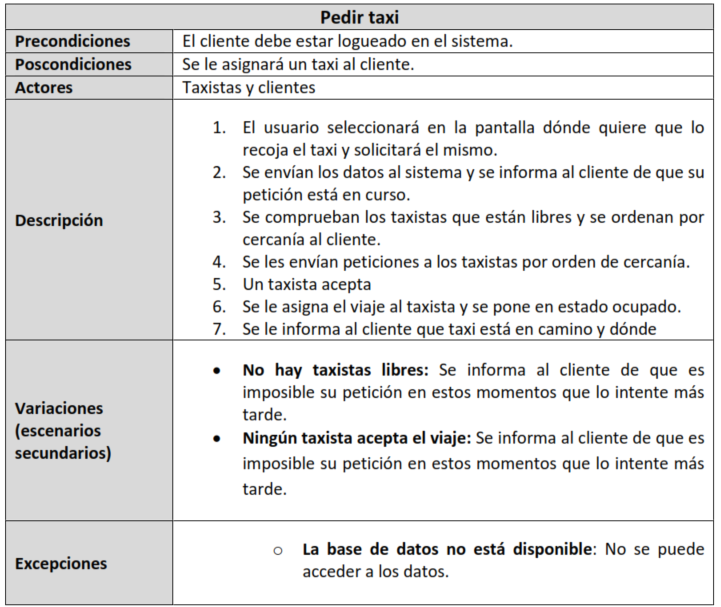 Pedir taxi
Precondiciones
El cliente debe estar logueado en el sistema.
Poscondiciones
Se le asignará un taxi al cliente.
Actores
Taxistas y clientes
Descripción
1. El usuario seleccionará en la pantalla dónde quiere que lo
recoja el taxi y solicitará el mismo.
2. Se envían los datos al sistema y se informa al cliente de que su
petición está en curso.
3. Se comprueban los taxistas que están libres y se ordenan por
cercanía al cliente.
4. Se les envían peticiones a los taxistas por orden de cercanía.
5. Un taxista acepta
6. Se le asigna el viaje al taxista y se pone en estado ocupado.
7. Se le informa al cliente que taxi está en camino y dónde
Variaciones
(escenarios
secundarios)
• No hay taxistas libres: Se informa al cliente de que es
imposible su petición en estos momentos que lo intente más
tarde.
• Ningún taxista acepta el viaje: Se informa al cliente de que es
imposible su petición en estos momentos que lo intente más
tarde.
Excepciones
o La base de datos no está disponible: No se puede
acceder a los datos.